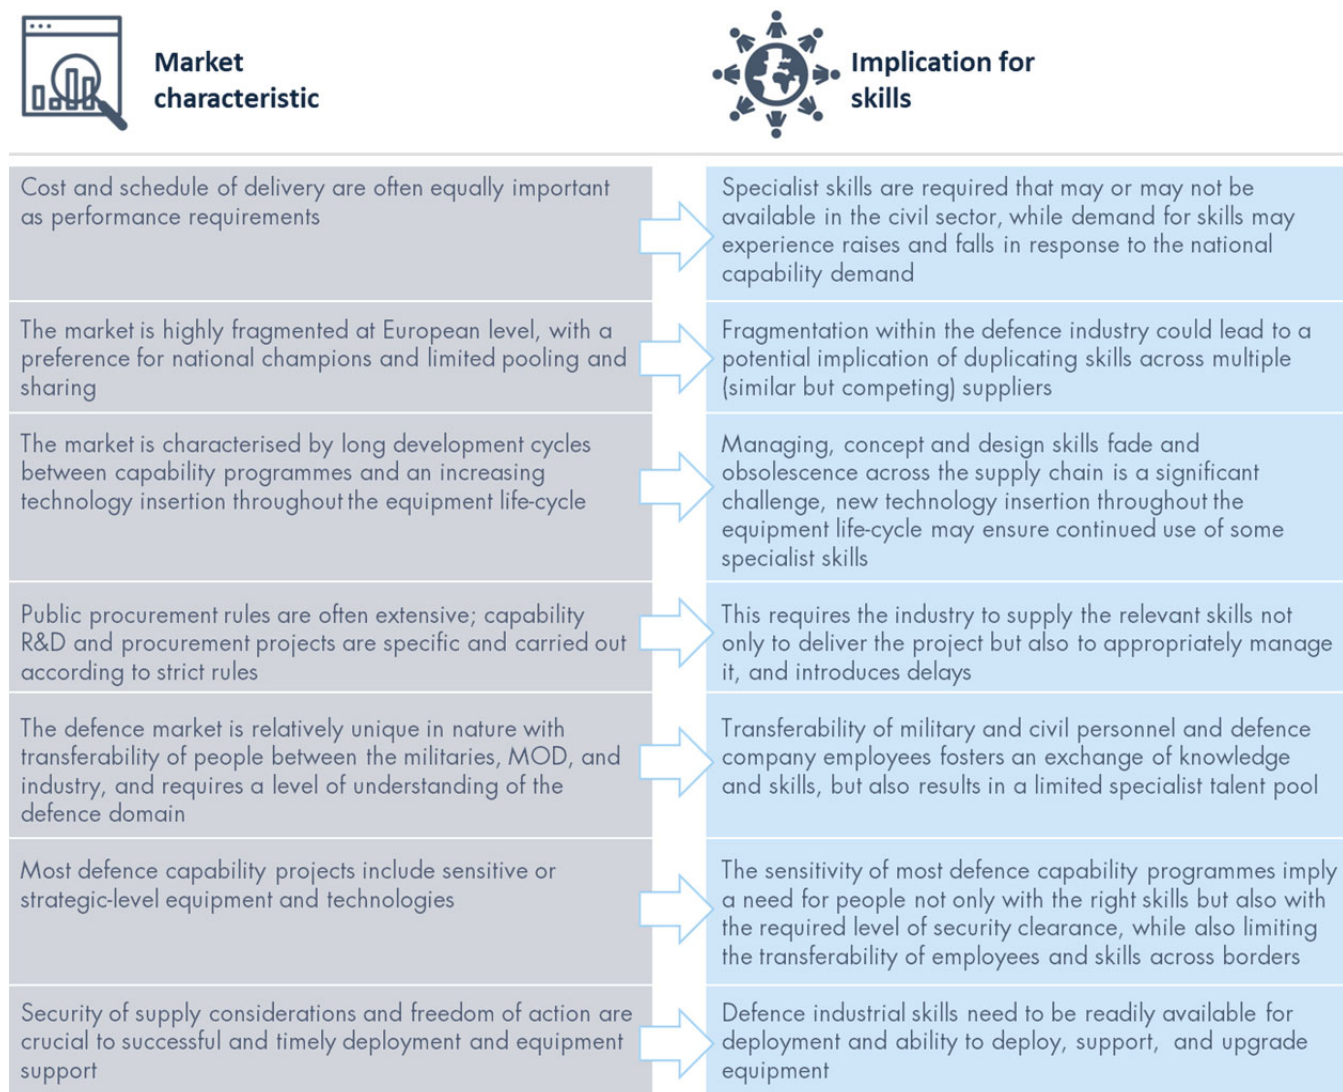 Market
characteristic
Implication for
skills
Cost and schedule of delivery are often equally important
as performance requirements
Specialist skills are required that may or may not be
available in the civil sector, while demand for skills may
experience raises and falls in response to the national
capability demand
The market is highly fragmented at European level, with a
preference for national champions and limited pooling and
sharing
Fragmentation within the defence industry could lead to a
potential implication of duplicating skills across multiple
(similar but competing) suppliers
The market is characterised by long development cycles
between capability programmes and an increasing
technology insertion throughout the equipment life-cycle
Managing, concept and design skills fade and
obsolescence across the supply chain is a significant
challenge, new technology insertion throughout the
equipment life-cycle may ensure continued use of some
specialist skills
Public procurement rules are often extensive; capability
R&D and procurement projects are specific and carried out
according to strict rules
This requires the industry to supply the relevant skills not
only to deliver the project but also to appropriately manage
it, and introduces delays
The defence market is relatively unique in nature with
transferability of people between the militaries, MOD, and
industry, and requires a level of understanding of the
defence domain
Transferability of military and civil personnel and defence
company employees fosters an exchange of knowledge
and skills, but also results in a limited specialist talent pool
Most defence capability projects include sensitive or
strategic-level equipment and technologies
The sensitivity of most defence capability programmes imply
a need for people not only with the right skills but also with
the required level of security clearance, while also limiting
the transferability of employees and skills across borders
Security of supply considerations and freedom of action are
crucial to successful and timely deployment and equipment
support
Defence industrial skills need to be readily available for
deployment and ability to deploy, support, and upgrade
equipment